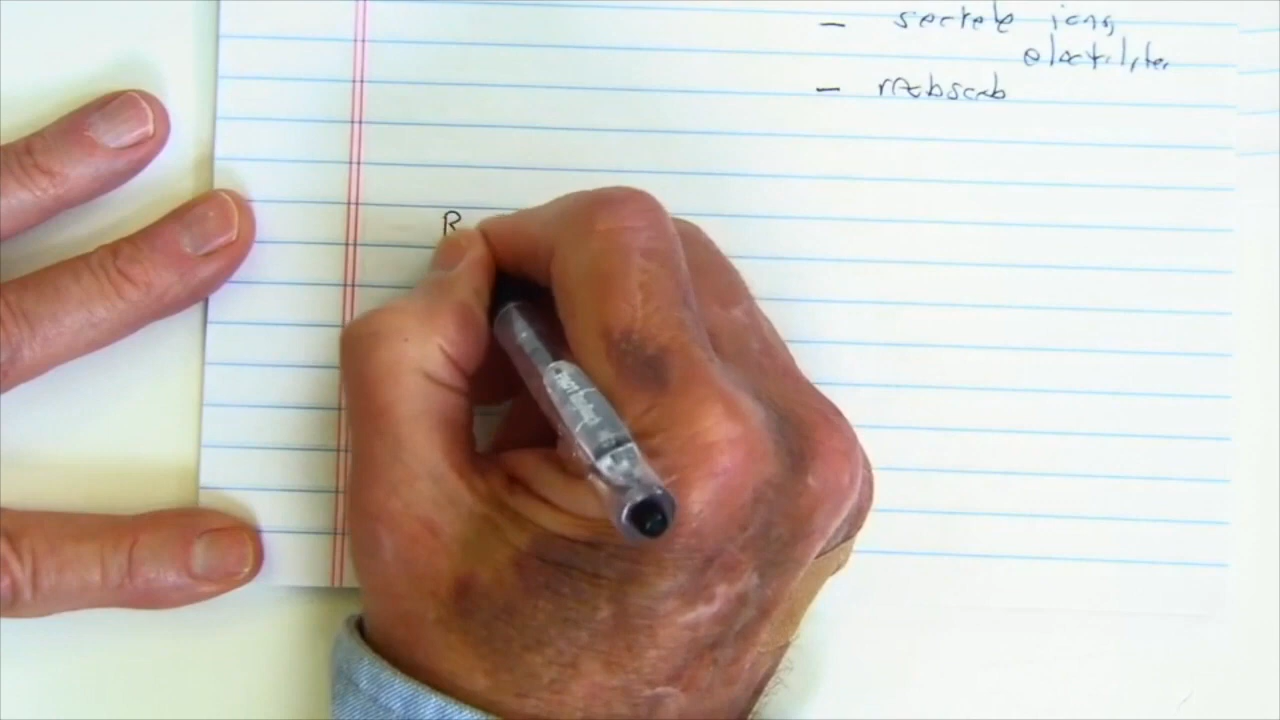 - secrete ions,
electrolytes
- reabsorb
R